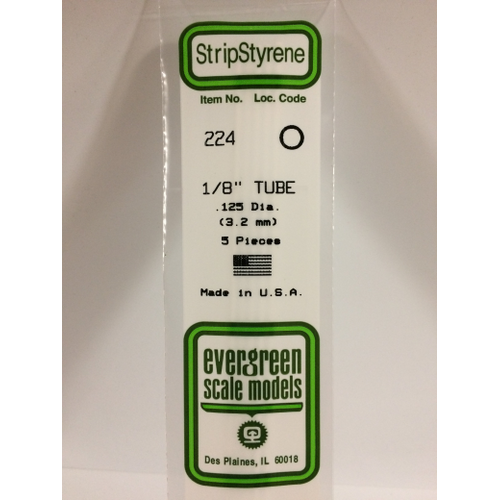 StripStyrene
Item No. Loc. Code
224 O
1/8" TUBE
.125 Dia.
(3.2 mm)
5 Pieces
Made in U.S.A.
evergreen
scale models
Des Plaines, IL 60018